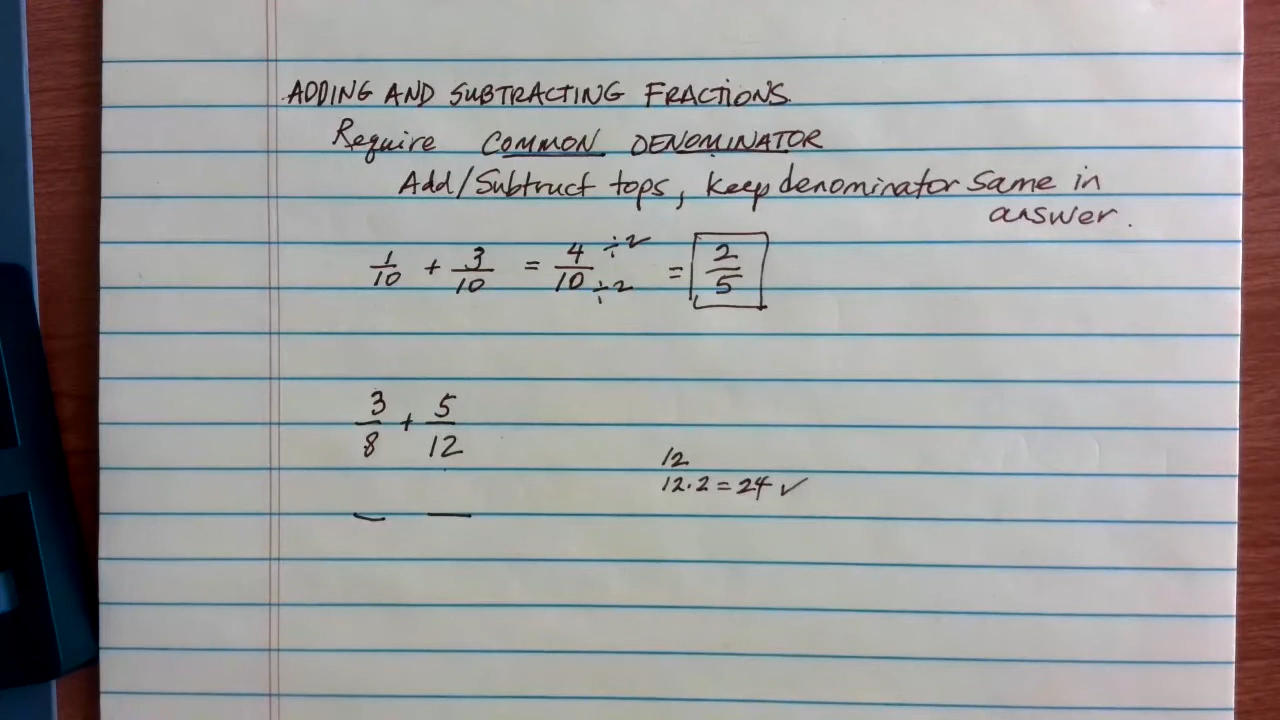 ADDING AND SUBTRACTING FRACTIONS.
Require COMMON DENOMINATOR
Add/Subtruct tops, keep denominator same in
answer.
1/10 + 3/10 = 4/10 ÷2 ÷2 = 2/5
3/8 + 5/12
12
12·2=24 ✓